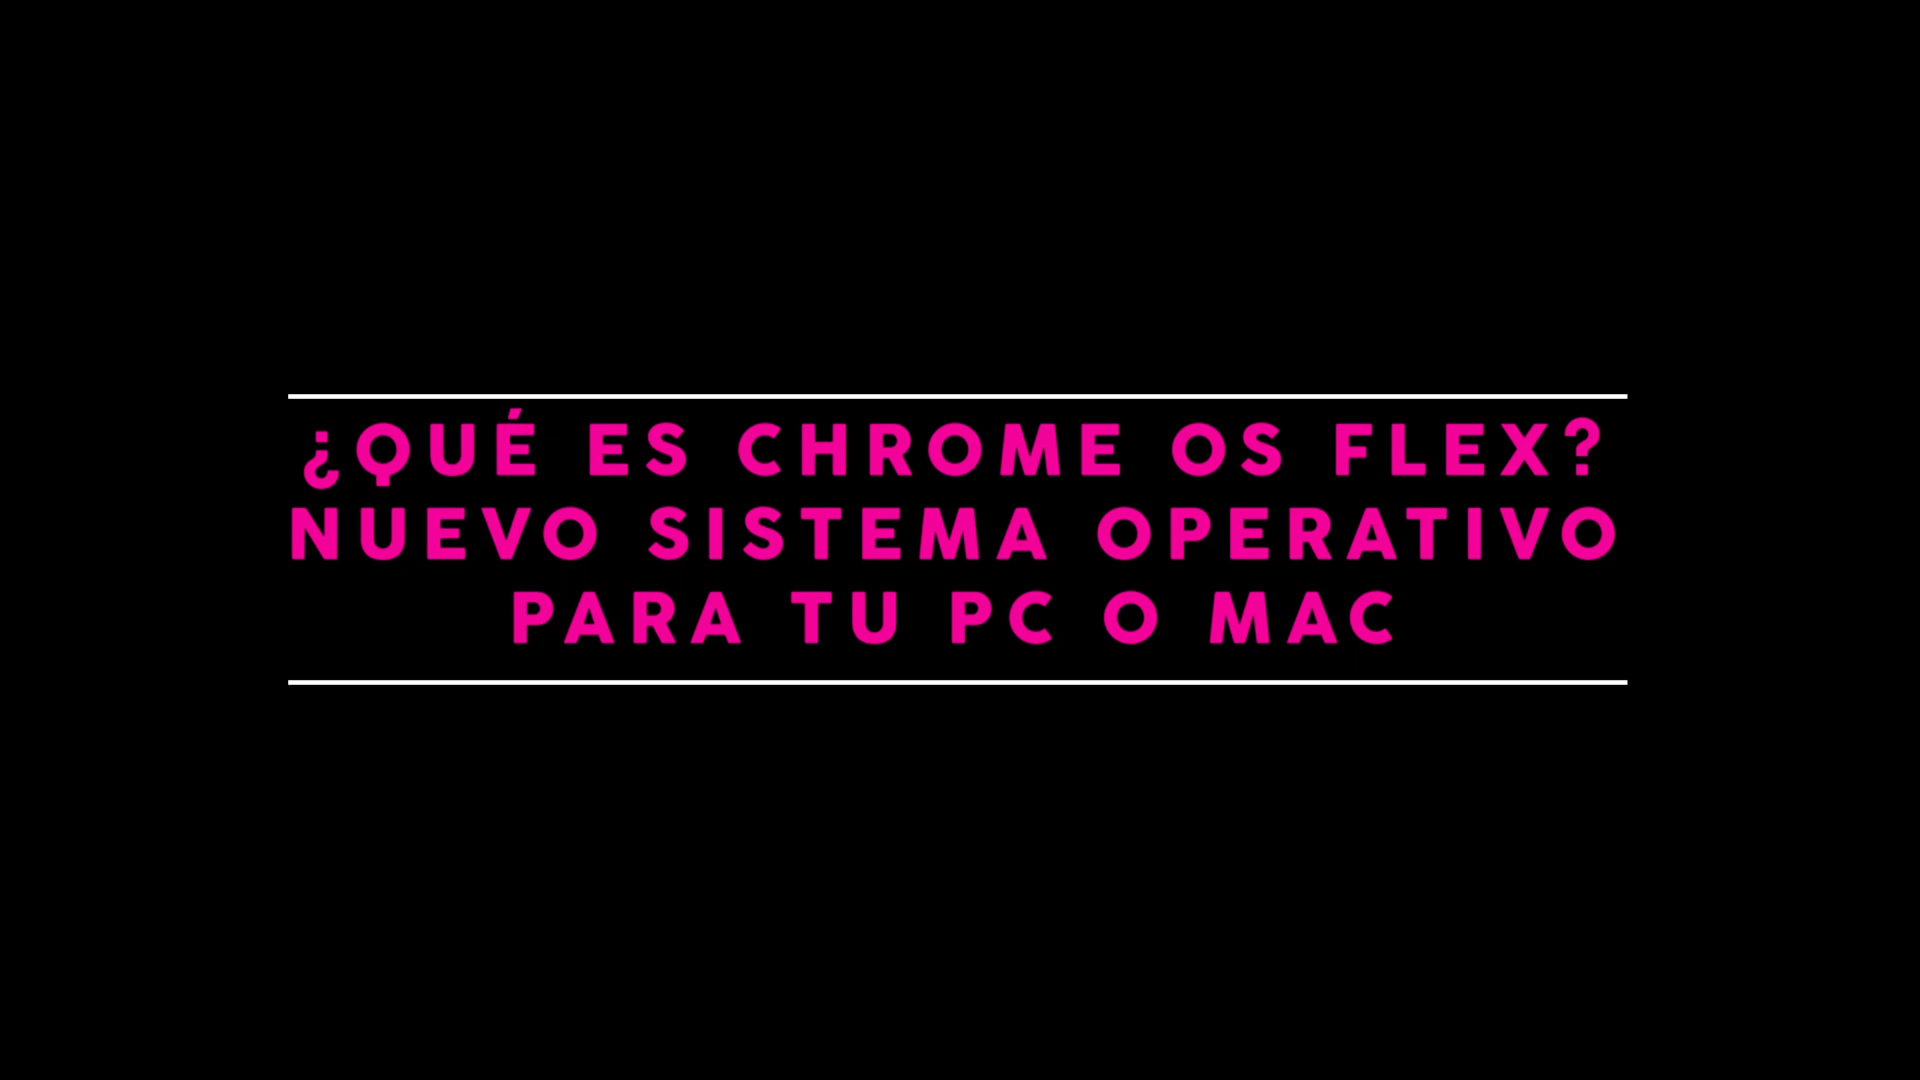 ¿QUÉ ES CHROME OS FLEX?
NUEVO SISTEMA OPERATIVO
PARA TU PC O MAC